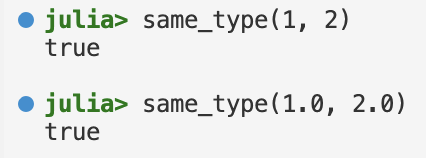 julia> same_type(1, 2)
true
julia> same_type(1.0, 2.0)
true